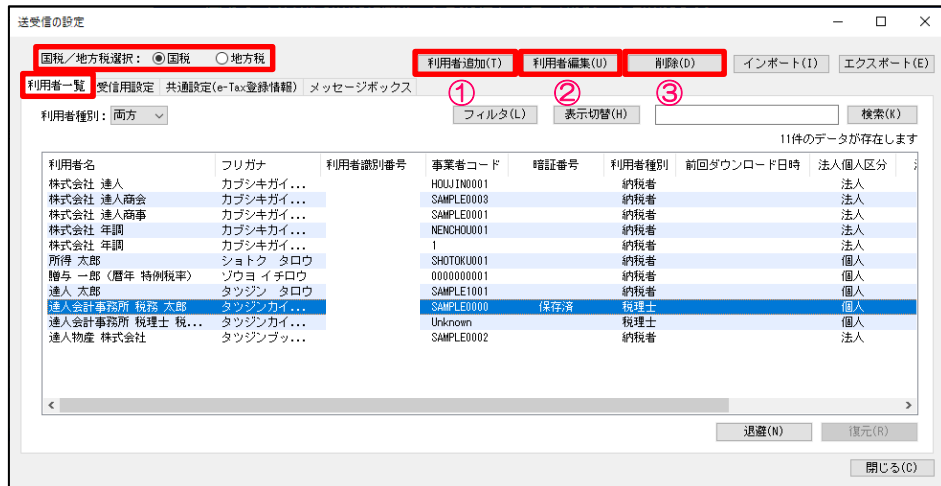 送受信の設定
国税／地方税選択： 国税 地方税 利用者追加(T) 利用者編集(U) 削除(D) インポート(I) エクスポート(E)
利用者一覧 受信用設定 共通設定(e-Tax登録情報) メッセージボックス ① ② ③
利用者種別： 両方 フィルタ(L) 表示切替(H) 検索(K)
11件のデータが存在します
利用者名 フリガナ 利用者識別番号 事業者コード 暗証番号 利用者種別 前回ダウンロード日時 法人個人区分
株式会社 達人 カブシキガイ... HOUJIN0001 納税者 法人
株式会社 達人商会 カブシキカイ... SAMPLE0003 納税者 法人
株式会社 達人商事 カブシキガイ... SAMPLE0001 納税者 法人
株式会社 年調 カブシキカイ... NENCHOU001 納税者 法人
株式会社 年調 カブシキガイ... 1 納税者 法人
所得 太郎 ショトク タロウ SHOTOKU001 納税者 個人
贈与 一郎（暦年 特例税率） ゾウヨ イチロウ 0000000001 納税者 個人
達人 太郎 タツジン タロウ SAMPLE1001 納税者 個人
達人会計事務所 税務 太郎 タツジンカイ... SAMPLE0000 保存済 税理士 個人
達人会計事務所 税理士 税... タツジンカイ... Unknown 税理士 個人
達人物産 株式会社 タツジンブッ... SAMPLE0002 納税者 法人
退避(N) 復元(R)
閉じる(C)